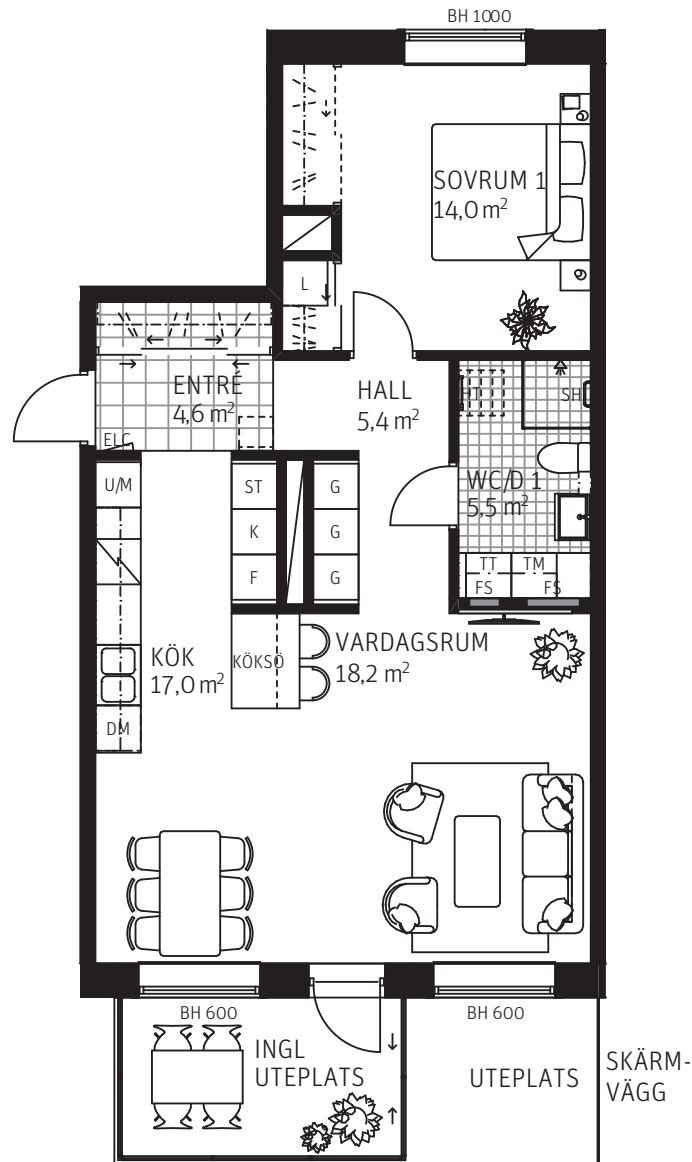 BH 1000
SOVRUM 1
14,0 m²
L
ENTRÉ
4,6 m²
HALL
5,4 m²
HT
SH
ELC
WC/D 1
5,5 m²
U/M
ST
G
K
G
F
G
TT
TM
FS
FS
KÖK
17,0 m²
KÖKSÖ
VARDAGSRUM
18,2 m²
DM
BH 600
BH 600
INGL
UTEPLATS
UTEPLATS
SKÄRM-
VÄGG